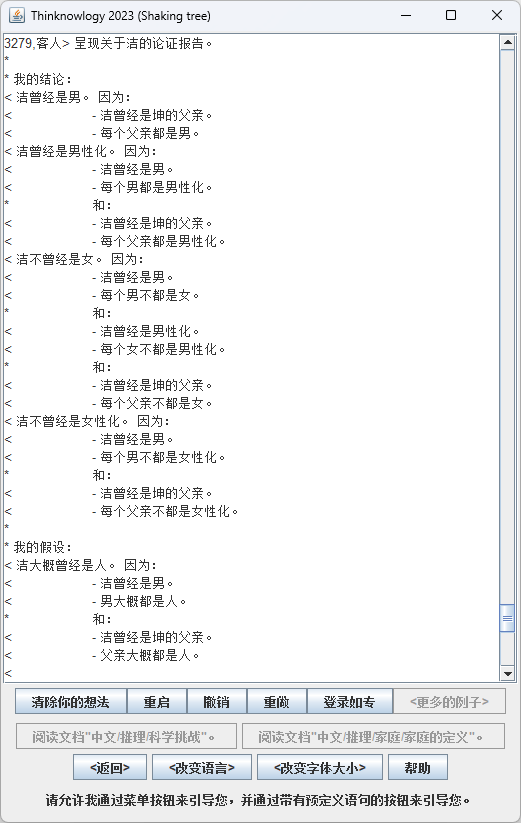 Thinknowlogy 2023 (Shaking tree)
3279,客人> 呈现关于洁的论证报告。
*
* 我的结论:
< 洁曾经是男。 因为:
< - 洁曾经是坤的父亲。
< - 每个父亲都是男。
< 洁曾经是男性化。 因为:
< - 洁曾经是男。
< - 每个男都是男性化。
* 和:
< - 洁曾经是坤的父亲。
< - 每个父亲都是男性化。
< 洁不曾经是女。 因为:
< - 洁曾经是男。
< - 每个男不都是女。
* 和:
< - 洁曾经是男性化。
< - 每个女不都是男性化。
* 和:
< - 洁曾经是坤的父亲。
< - 每个父亲不都是女。
< 洁不曾经是女性化。 因为:
< - 洁曾经是男。
< - 每个男不都是女性化。
* 和:
< - 洁曾经是坤的父亲。
< - 每个父亲不都是女性化。
*
* 我的假设:
< 洁大概曾经是人。 因为:
< - 洁曾经是男。
< - 男大概都是人。
* 和:
< - 洁曾经是坤的父亲。
< - 父亲大概都是人。
<
清除你的想法 重启 撤销 重做 登录如专 <更多的例子>
阅读文档"中文/推理/科学挑战"。 阅读文档"中文/推理/家庭/家庭的定义"。
<返回> <改变语言> <改变字体大小> 帮助
请允许我通过菜单按钮来引导您，并通过带有预定义语句的按钮来引导您。